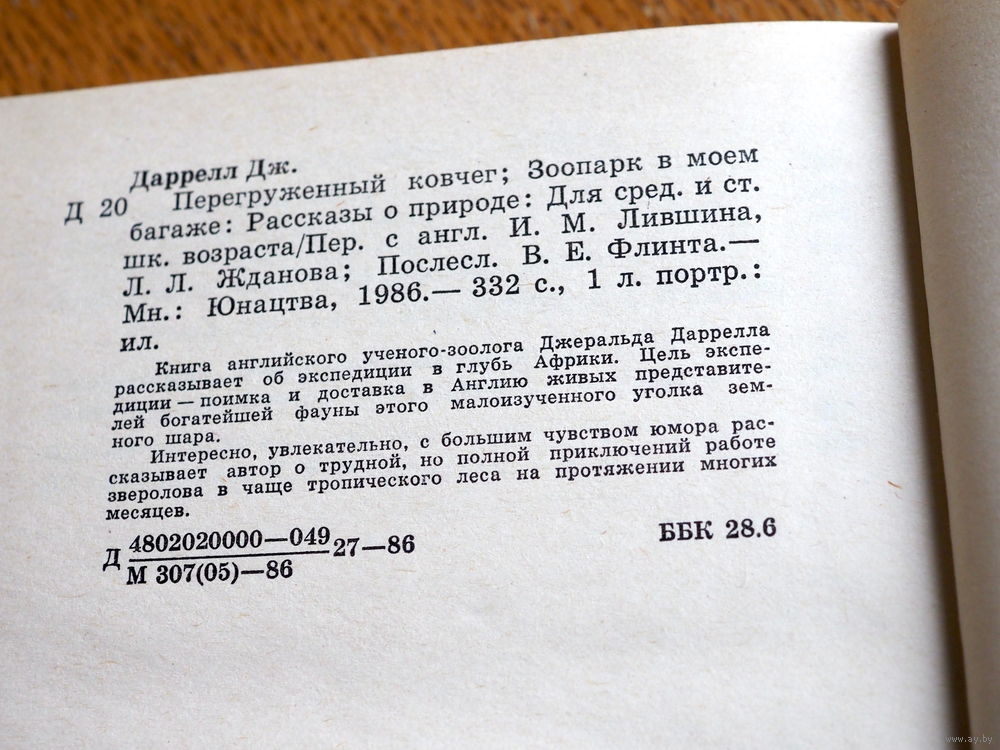 Даррелл Дж.
Д 20 Перегруженный ковчег; Зоопарк в моем
багаже: Рассказы о природе: Для сред. и ст.
шк. возраста/Пер. с англ. И. М. Лившина,
Л. Л. Жданова; Послесл. В. Е. Флинта.—
Мн.: Юнацтва, 1986.— 332 с., 1 л. портр.:
ил.
Книга английского ученого-зоолога Джеральда Даррелла
рассказывает об экспедиции в глубь Африки. Цель экспе-
диции — поимка и доставка в Англию живых представите-
лей богатейшей фауны этого малоизученного уголка зем-
ного шара.
Интересно, увлекательно, с большим чувством юмора рас-
сказывает автор о трудной, но полной приключений работе
зверолова в чаще тропического леса на протяжении многих
месяцев.
Д 4802020000—049 27—86
М 307(05)—86
ББК 28.6
www.ay.by